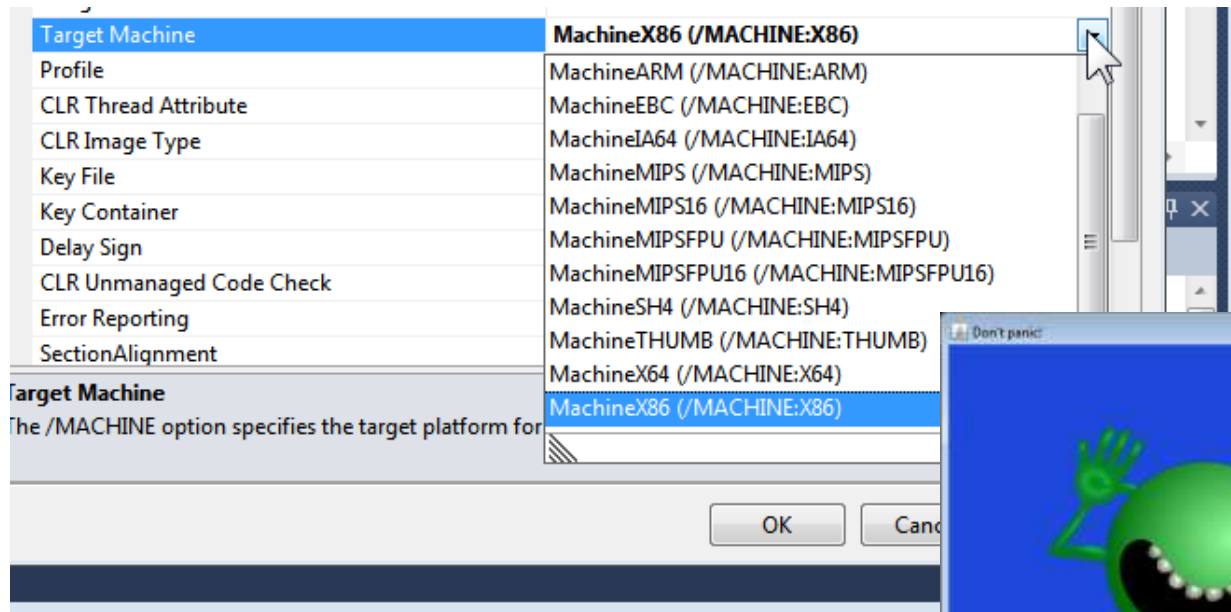 Target Machine MachineX86 (/MACHINE:X86)
Profile MachineARM (/MACHINE:ARM)
CLR Thread Attribute MachineEBC (/MACHINE:EBC)
CLR Image Type MachineIA64 (/MACHINE:IA64)
Key File MachineMIPS (/MACHINE:MIPS)
Key Container MachineMIPS16 (/MACHINE:MIPS16)
Delay Sign MachineMIPSFPU (/MACHINE:MIPSFPU)
CLR Unmanaged Code Check MachineMIPSFPU16 (/MACHINE:MIPSFPU16)
Error Reporting MachineSH4 (/MACHINE:SH4)
SectionAlignment MachineTHUMB (/MACHINE:THUMB)
Don't panic!
MachineX64 (/MACHINE:X64)
Target Machine MachineX86 (/MACHINE:X86)
The /MACHINE option specifies the target platform for
OK Canc